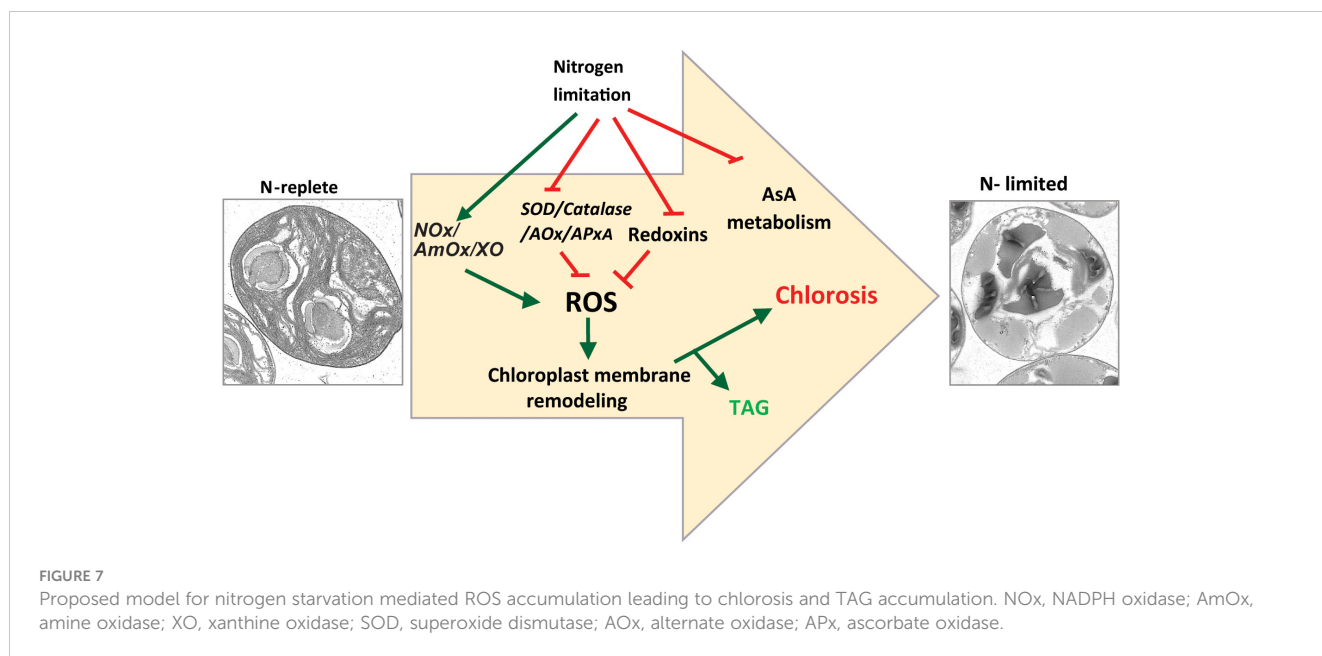 Nitrogen
limitation
N-replete
N- limited
NOx/
AmOx/XO
SOD/Catalase
/AOx/APxA
Redoxins
AsA
metabolism
ROS
Chlorosis
Chloroplast membrane
remodeling
TAG
FIGURE 7
Proposed model for nitrogen starvation mediated ROS accumulation leading to chlorosis and TAG accumulation. NOx, NADPH oxidase; AmOx,
amine oxidase; XO, xanthine oxidase; SOD, superoxide dismutase; AOx, alternate oxidase; APx, ascorbate oxidase.